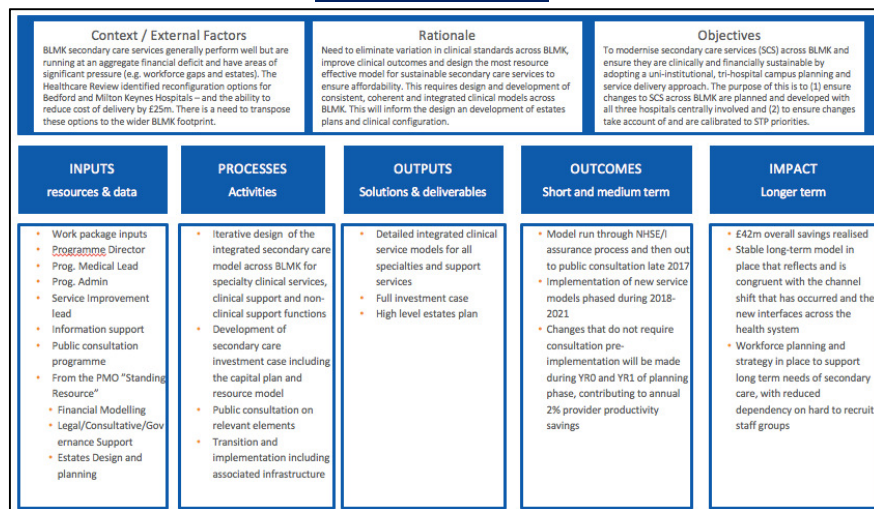 Context / External Factors
BLMK secondary care services generally perform well but are
running at an aggregate financial deficit and have areas of
significant pressure (e.g. workforce gaps and estates). The
Healthcare Review identified reconfiguration options for
Bedford and Milton Keynes Hospitals – and the ability to
reduce cost of delivery by £25m. There is a need to transpose
these options to the wider BLMK footprint.
Rationale
Need to eliminate variation in clinical standards across BLMK,
improve clinical outcomes and design the most resource
effective model for sustainable secondary care services to
ensure affordability. This requires design and development of
consistent, coherent and integrated clinical models across
BLMK. This will inform the design an development of estates
plans and clinical configuration.
Objectives
To modernise secondary care services (SCS) across BLMK and
ensure they are clinically and financially sustainable by
adopting a uni-institutional, tri-hospital campus planning and
service delivery approach. The purpose of this is to (1) ensure
changes to SCS across BLMK are planned and developed with
all three hospitals centrally involved and (2) to ensure changes
take account of and are calibrated to STP priorities.
INPUTS
resources & data
• Work package inputs
• Programme Director
• Prog. Medical Lead
• Prog. Admin
• Service Improvement
lead
• Information support
• Public consultation
programme
• From the PMO "Standing
Resource"
• Financial Modelling
• Legal/Consultative/Gov
ernance Support
• Estates Design and
planning
PROCESSES
Activities
• Iterative design of the
integrated secondary care
model across BLMK for
specialty clinical services,
clinical support and non-
clinical support functions
• Development of
secondary care
investment case including
the capital plan and
resource model
• Public consultation on
relevant elements
• Transition and
implementation including
associated infrastructure
OUTPUTS
Solutions & deliverables
• Detailed integrated clinical
service models for all
specialties and support
services
• Full investment case
• High level estates plan
OUTCOMES
Short and medium term
• Model run through NHSE/I
assurance process and then out
to public consultation late 2017
• Implementation of new service
models phased during 2018-
2021
• Changes that do not require
consultation pre-
implementation will be made
during YR0 and YR1 of planning
phase, contributing to annual
2% provider productivity
savings
IMPACT
Longer term
• £42m overall savings realised
• Stable long-term model in
place that reflects and is
congruent with the channel
shift that has occurred and the
new interfaces across the
health system
• Workforce planning and
strategy in place to support
long term needs of secondary
care, with reduced
dependency on hard to recruit
staff groups